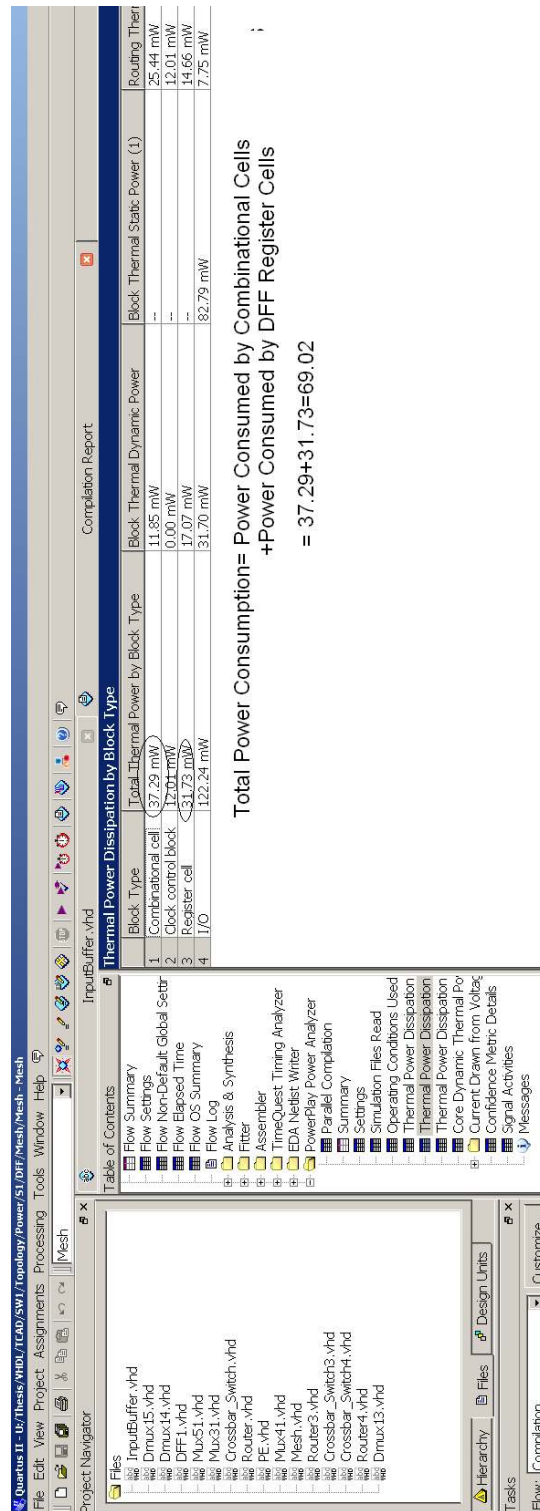 Quartus II - U:/Thesis/VHDL/TCAD/SW1/Topology/Power/S1/DFF/Mesh/Mesh - Mesh
File Edit View Project Assignments Processing Tools Window Help
Mesh
Project Navigator
Files
InputBuffer.vhd
Dmux15.vhd
Dmux14.vhd
DFF1.vhd
Mux51.vhd
Mux31.vhd
Crossbar_Switch.vhd
Router.vhd
PE.vhd
Mux41.vhd
Mesh.vhd
Router3.vhd
Crossbar_Switch3.vhd
Crossbar_Switch4.vhd
Router4.vhd
Dmux13.vhd
Hierarchy Files Design Units
Tasks
Flow: Compilation Customize
InputBuffer.vhd
Compilation Report
Table of Contents
Flow Summary
Flow Settings
Flow Non-Default Global Settin
Flow Elapsed Time
Flow OS Summary
Flow Log
Analysis & Synthesis
Fitter
Assembler
TimeQuest Timing Analyzer
EDA Netlist Writer
PowerPlay Power Analyzer
Parallel Compilation
Summary
Settings
Simulation Files Read
Operating Conditions Used
Thermal Power Dissipation
Thermal Power Dissipation
Thermal Power Dissipation
Core Dynamic Thermal Po
Current Drawn from Voltag
Confidence Metric Details
Signal Activities
Messages
Thermal Power Dissipation by Block Type
Block Type Total Thermal Power by Block Type Block Thermal Dynamic Power Block Thermal Static Power (1) Routing Ther
1 Combinational cell 37.29 mW 11.85 mW -- 25.44 mW
2 Clock control block 12.01 mW 0.00 mW -- 12.01 mW
3 Register cell 31.73 mW 17.07 mW -- 14.66 mW
4 I/O 122.24 mW 31.70 mW 82.79 mW 7.75 mW
Total Power Consumption= Power Consumed by Combinational Cells
+Power Consumed by DFF Register Cells
= 37.29+31.73=69.02